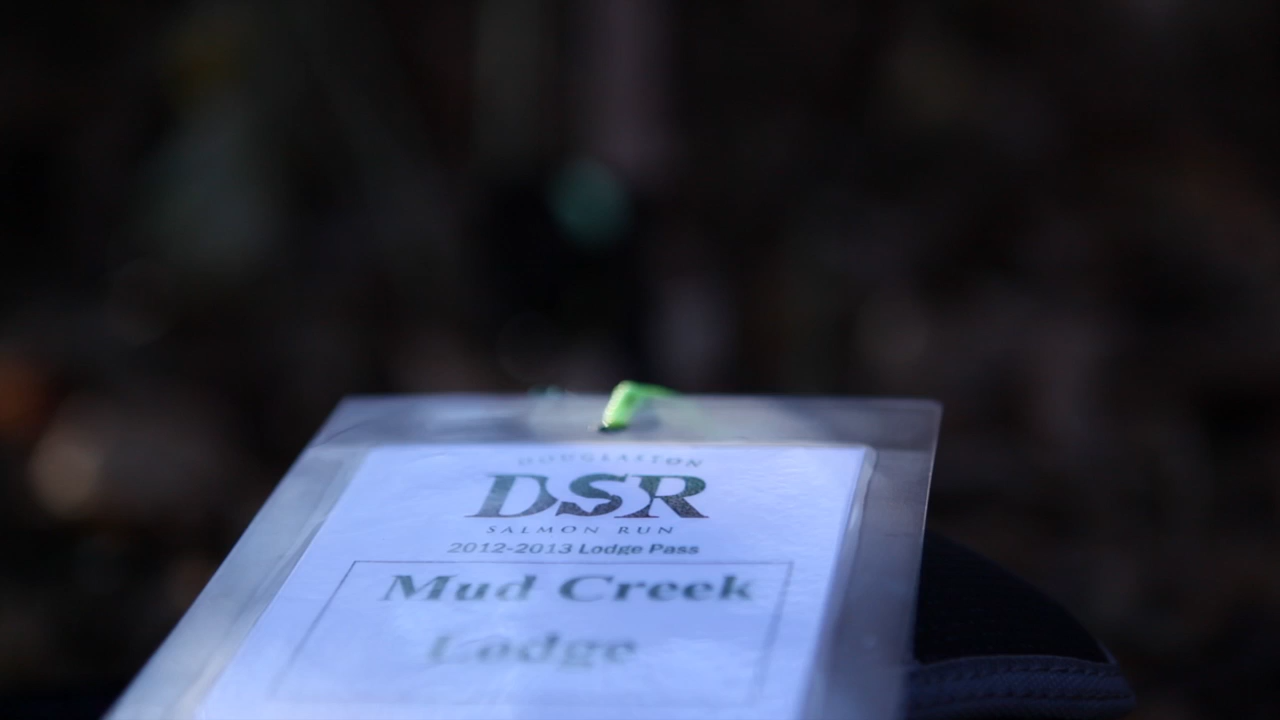 DOUGLASTON
DSR
SALMON RUN
2012-2013 Lodge Pass
Mud Creek
Lodge